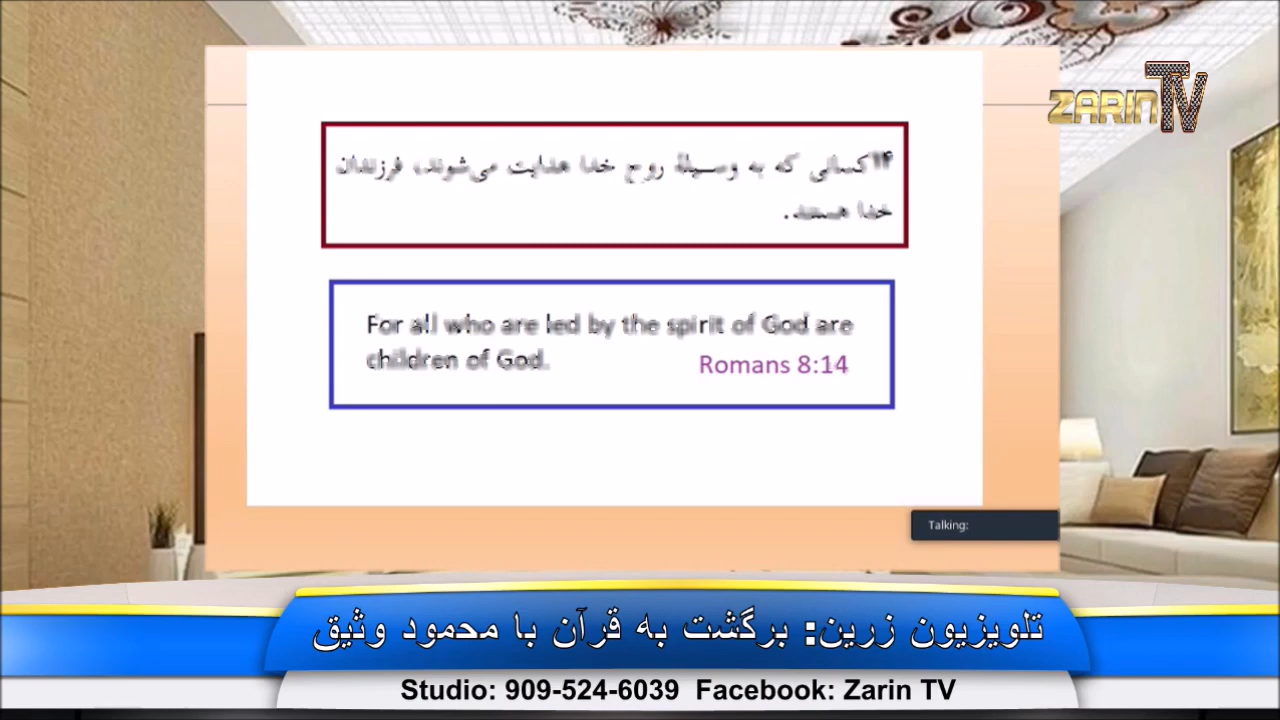 ZARIN TV
۱۴کسانی که به وسیلهٔ روح خدا هدایت می‌شوند، فرزندان
خدا هستند.
For all who are led by the spirit of God are
children of God.
Romans 8:14
Talking:
تلویزیون زرین: برگشت به قرآن با محمود وثیق
Studio: 909-524-6039 Facebook: Zarin TV